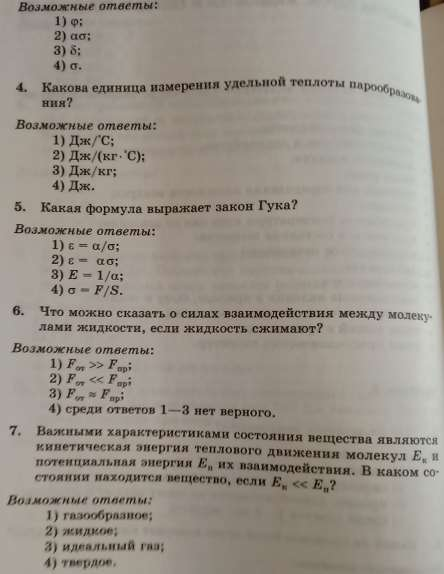 Возможные ответы:
1) φ;
2) ασ;
3) δ;
4) σ.
4. Какова единица измерения удельной теплоты парообразова-
ния?
Возможные ответы:
1) Дж/°С;
2) Дж/(кг·°С);
3) Дж/кг;
4) Дж.
5. Какая формула выражает закон Гука?
Возможные ответы:
1) ε = α/σ;
2) ε = ασ;
3) E = 1/α;
4) σ = F/S.
6. Что можно сказать о силах взаимодействия между молеку-
лами жидкости, если жидкость сжимают?
Возможные ответы:
1) Fот >> Fпр;
2) Fот << Fпр;
3) Fот ≈ Fпр;
4) среди ответов 1—3 нет верного.
7. Важными характеристиками состояния вещества являются
кинетическая энергия теплового движения молекул Eк и
потенциальная энергия Eп их взаимодействия. В каком со-
стоянии находится вещество, если Eк << Eп?
Возможные ответы:
1) газообразное;
2) жидкое;
3) идеальный газ;
4) твердое.